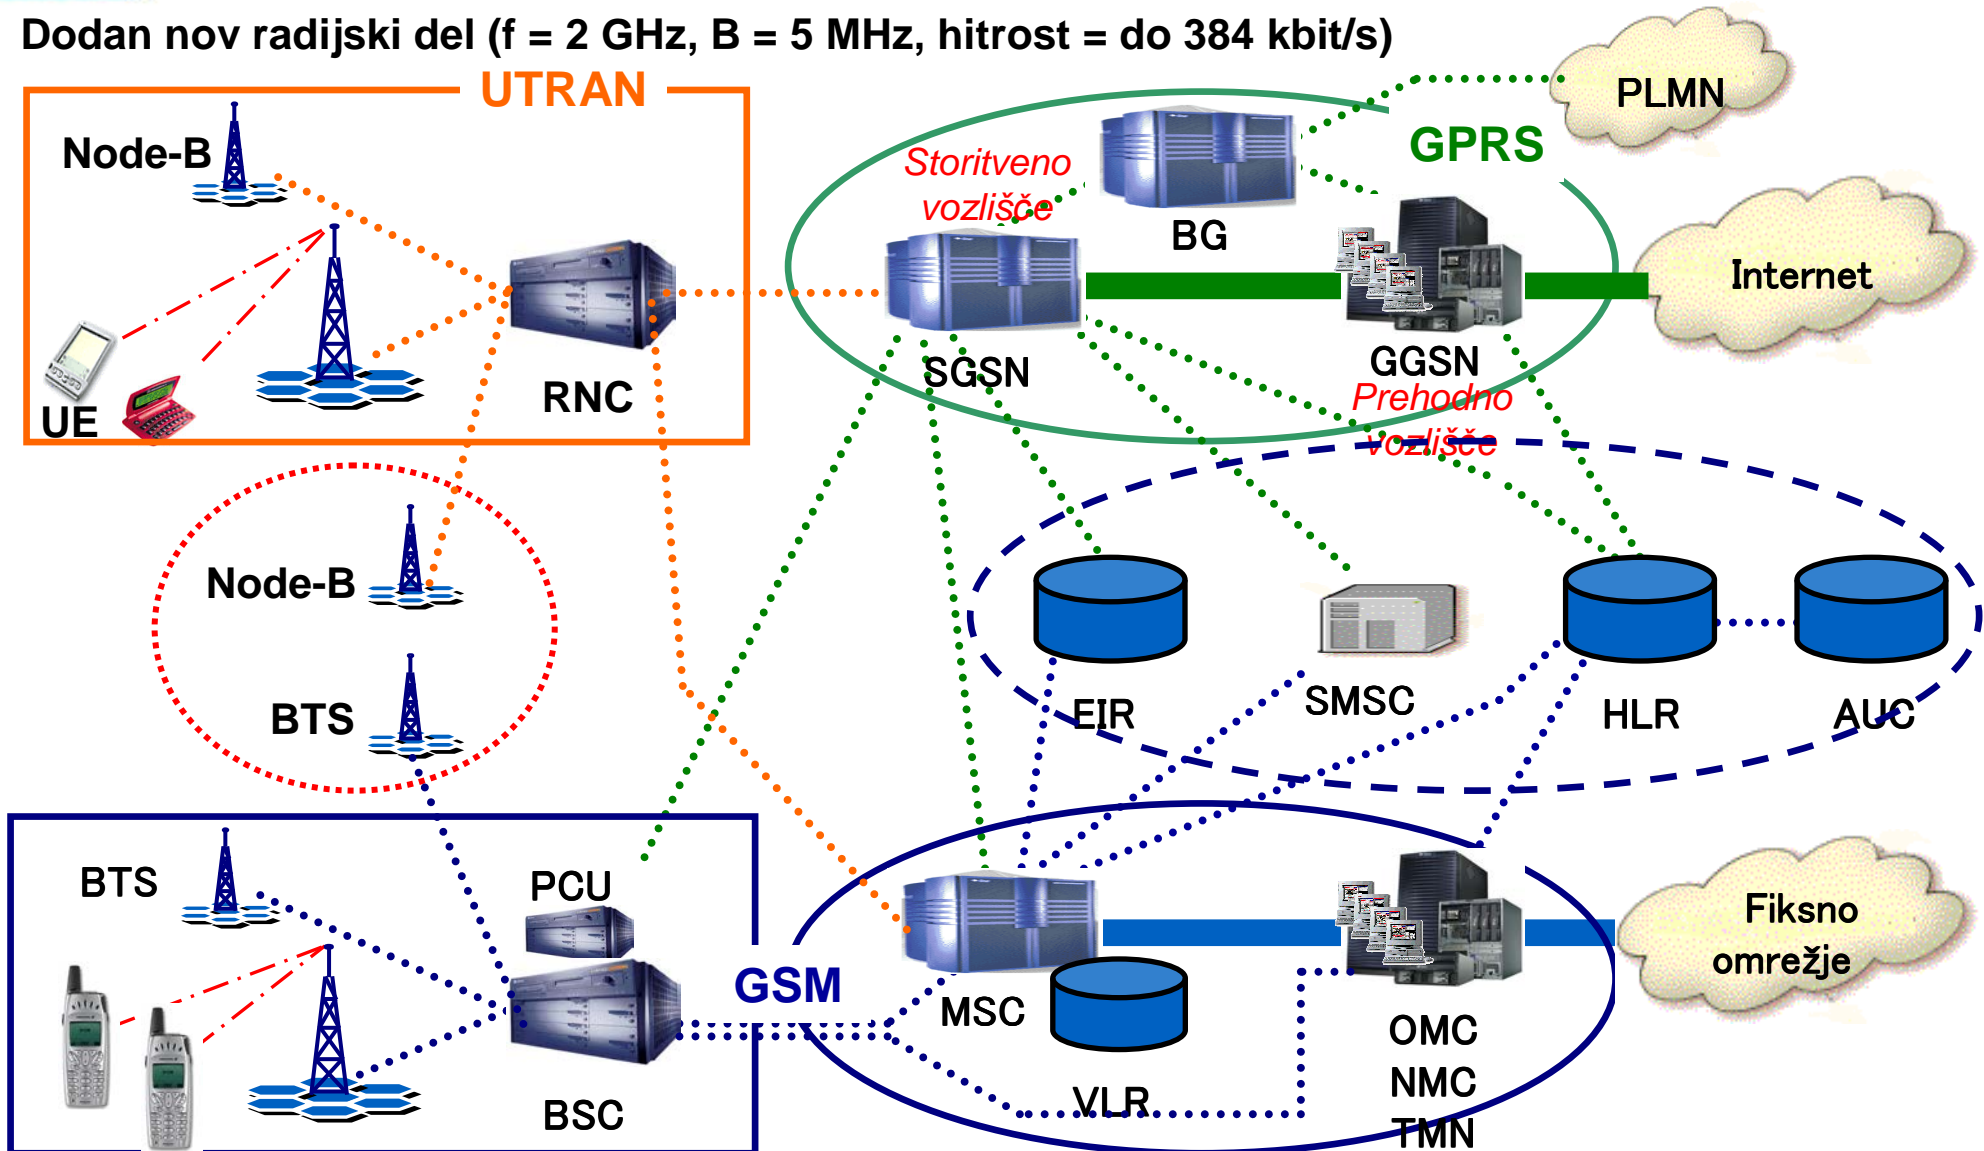 Dodan nov radijski del (f = 2 GHz, B = 5 MHz, hitrost = do 384 kbit/s)
UTRAN
Node-B
UE
RNC
PLMN
GPRS
Storitveno
vozlišče
BG
SGSN
GGSN
Prehodno
vozlišče
Internet
Node-B
BTS
EIR
SMSC
HLR
AUC
BTS
PCU
BSC
GSM
MSC
VLR
OMC
NMC
TMN
Fiksno
omrežje